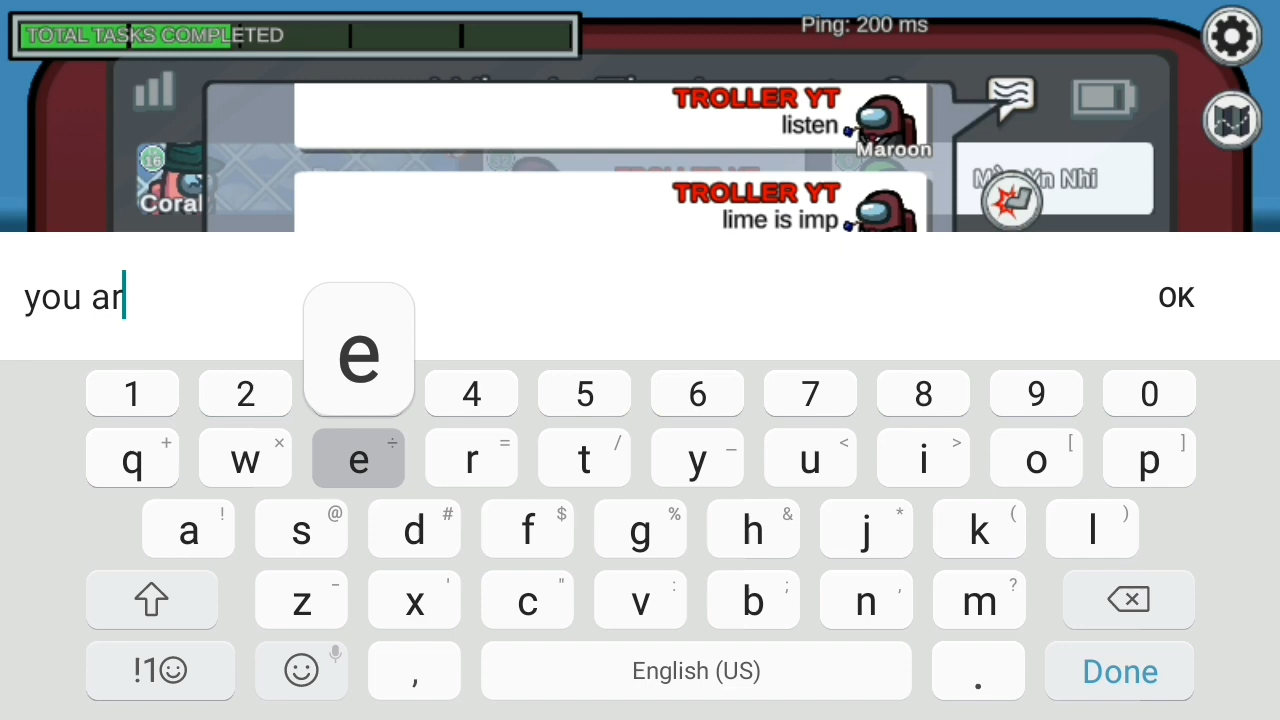 TOTAL TASKS COMPLETED
Ping: 200 ms
TROLLER YT
listen
Maroon
16
Coral
TROLLER YT
lime is imp
you ar
OK
e
1 2 4 5 6 7 8 9 0
q + w × e ÷ r = t / y _ u < i > o [ p ]
a ! s @ d # f $ g % h & j * k ( l )
z - x ' c " v : b ; n , m ?
!1☺ , English (US) . Done